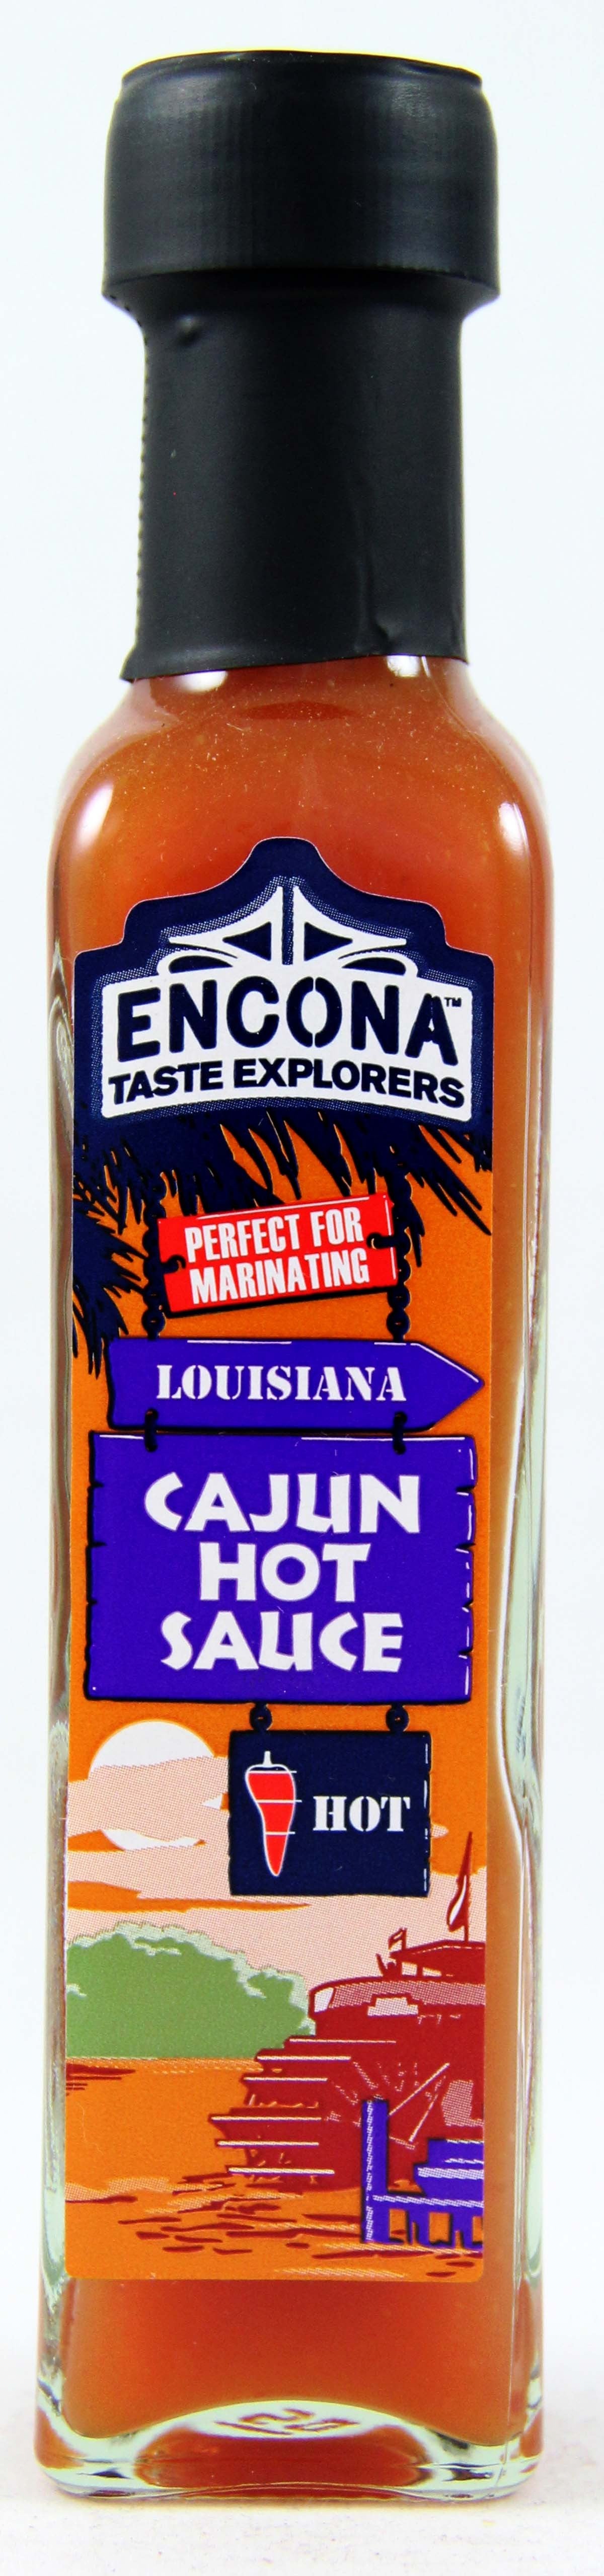 ENCONA™
TASTE EXPLORERS
PERFECT FOR
MARINATING
LOUISIANA
CAJUN
HOT
SAUCE
HOT